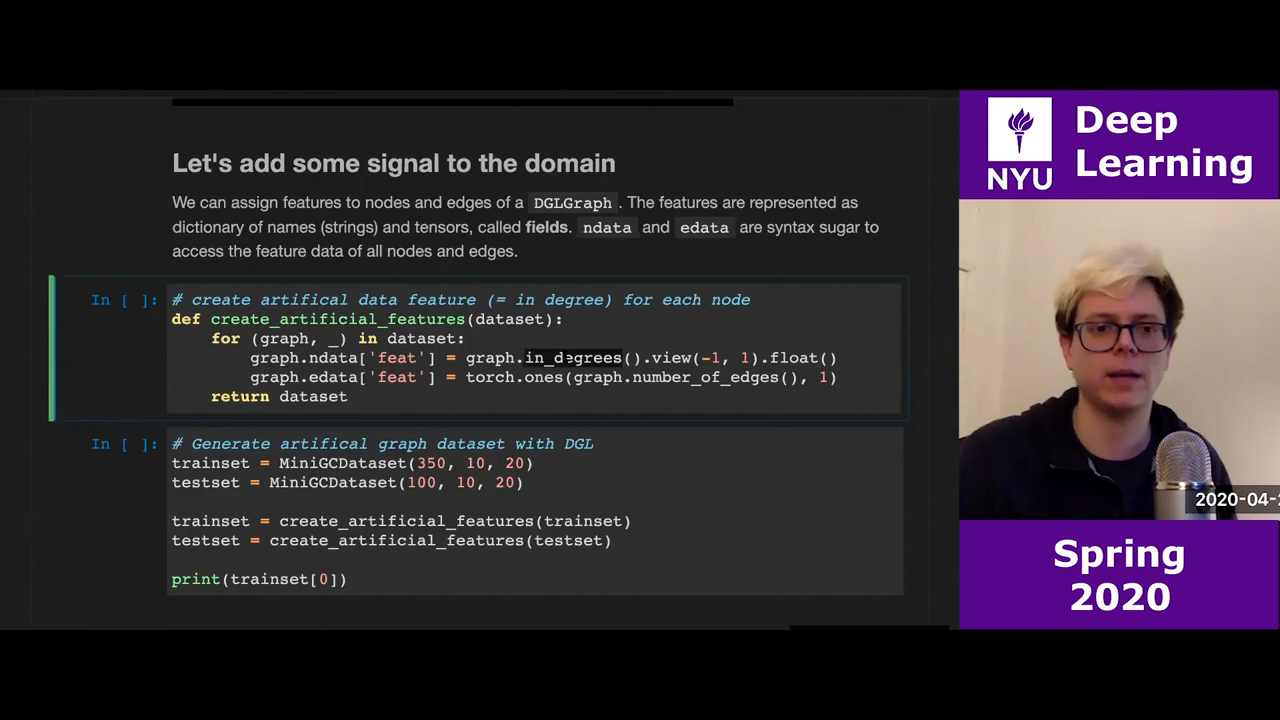 Let's add some signal to the domain
We can assign features to nodes and edges of a DGLGraph . The features are represented as
dictionary of names (strings) and tensors, called fields. ndata and edata are syntax sugar to
access the feature data of all nodes and edges.
In [ ]: # create artifical data feature (= in degree) for each node
def create_artificial_features(dataset):
for (graph, _) in dataset:
graph.ndata['feat'] = graph.in_degrees().view(-1, 1).float()
graph.edata['feat'] = torch.ones(graph.number_of_edges(), 1)
return dataset
In [ ]: # Generate artifical graph dataset with DGL
trainset = MiniGCDataset(350, 10, 20)
testset = MiniGCDataset(100, 10, 20)
trainset = create_artificial_features(trainset)
testset = create_artificial_features(testset)
print(trainset[0])
NYU
Deep
Learning
2020-04-2
Spring
2020